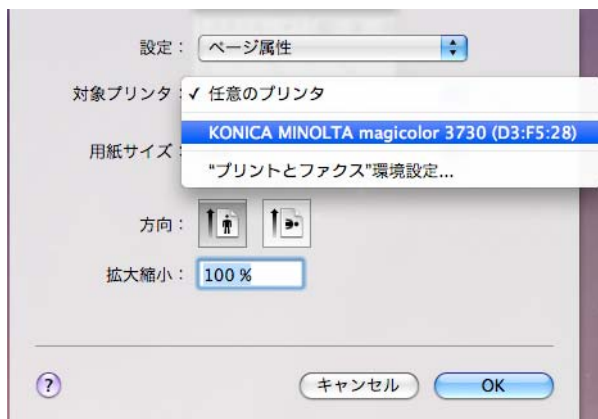 設定： ページ属性
対象プリンタ： ✓ 任意のプリンタ
KONICA MINOLTA magicolor 3730 (D3:F5:28)
用紙サイズ：
“プリントとファクス”環境設定...
方向：
拡大縮小： 100 %
? キャンセル OK